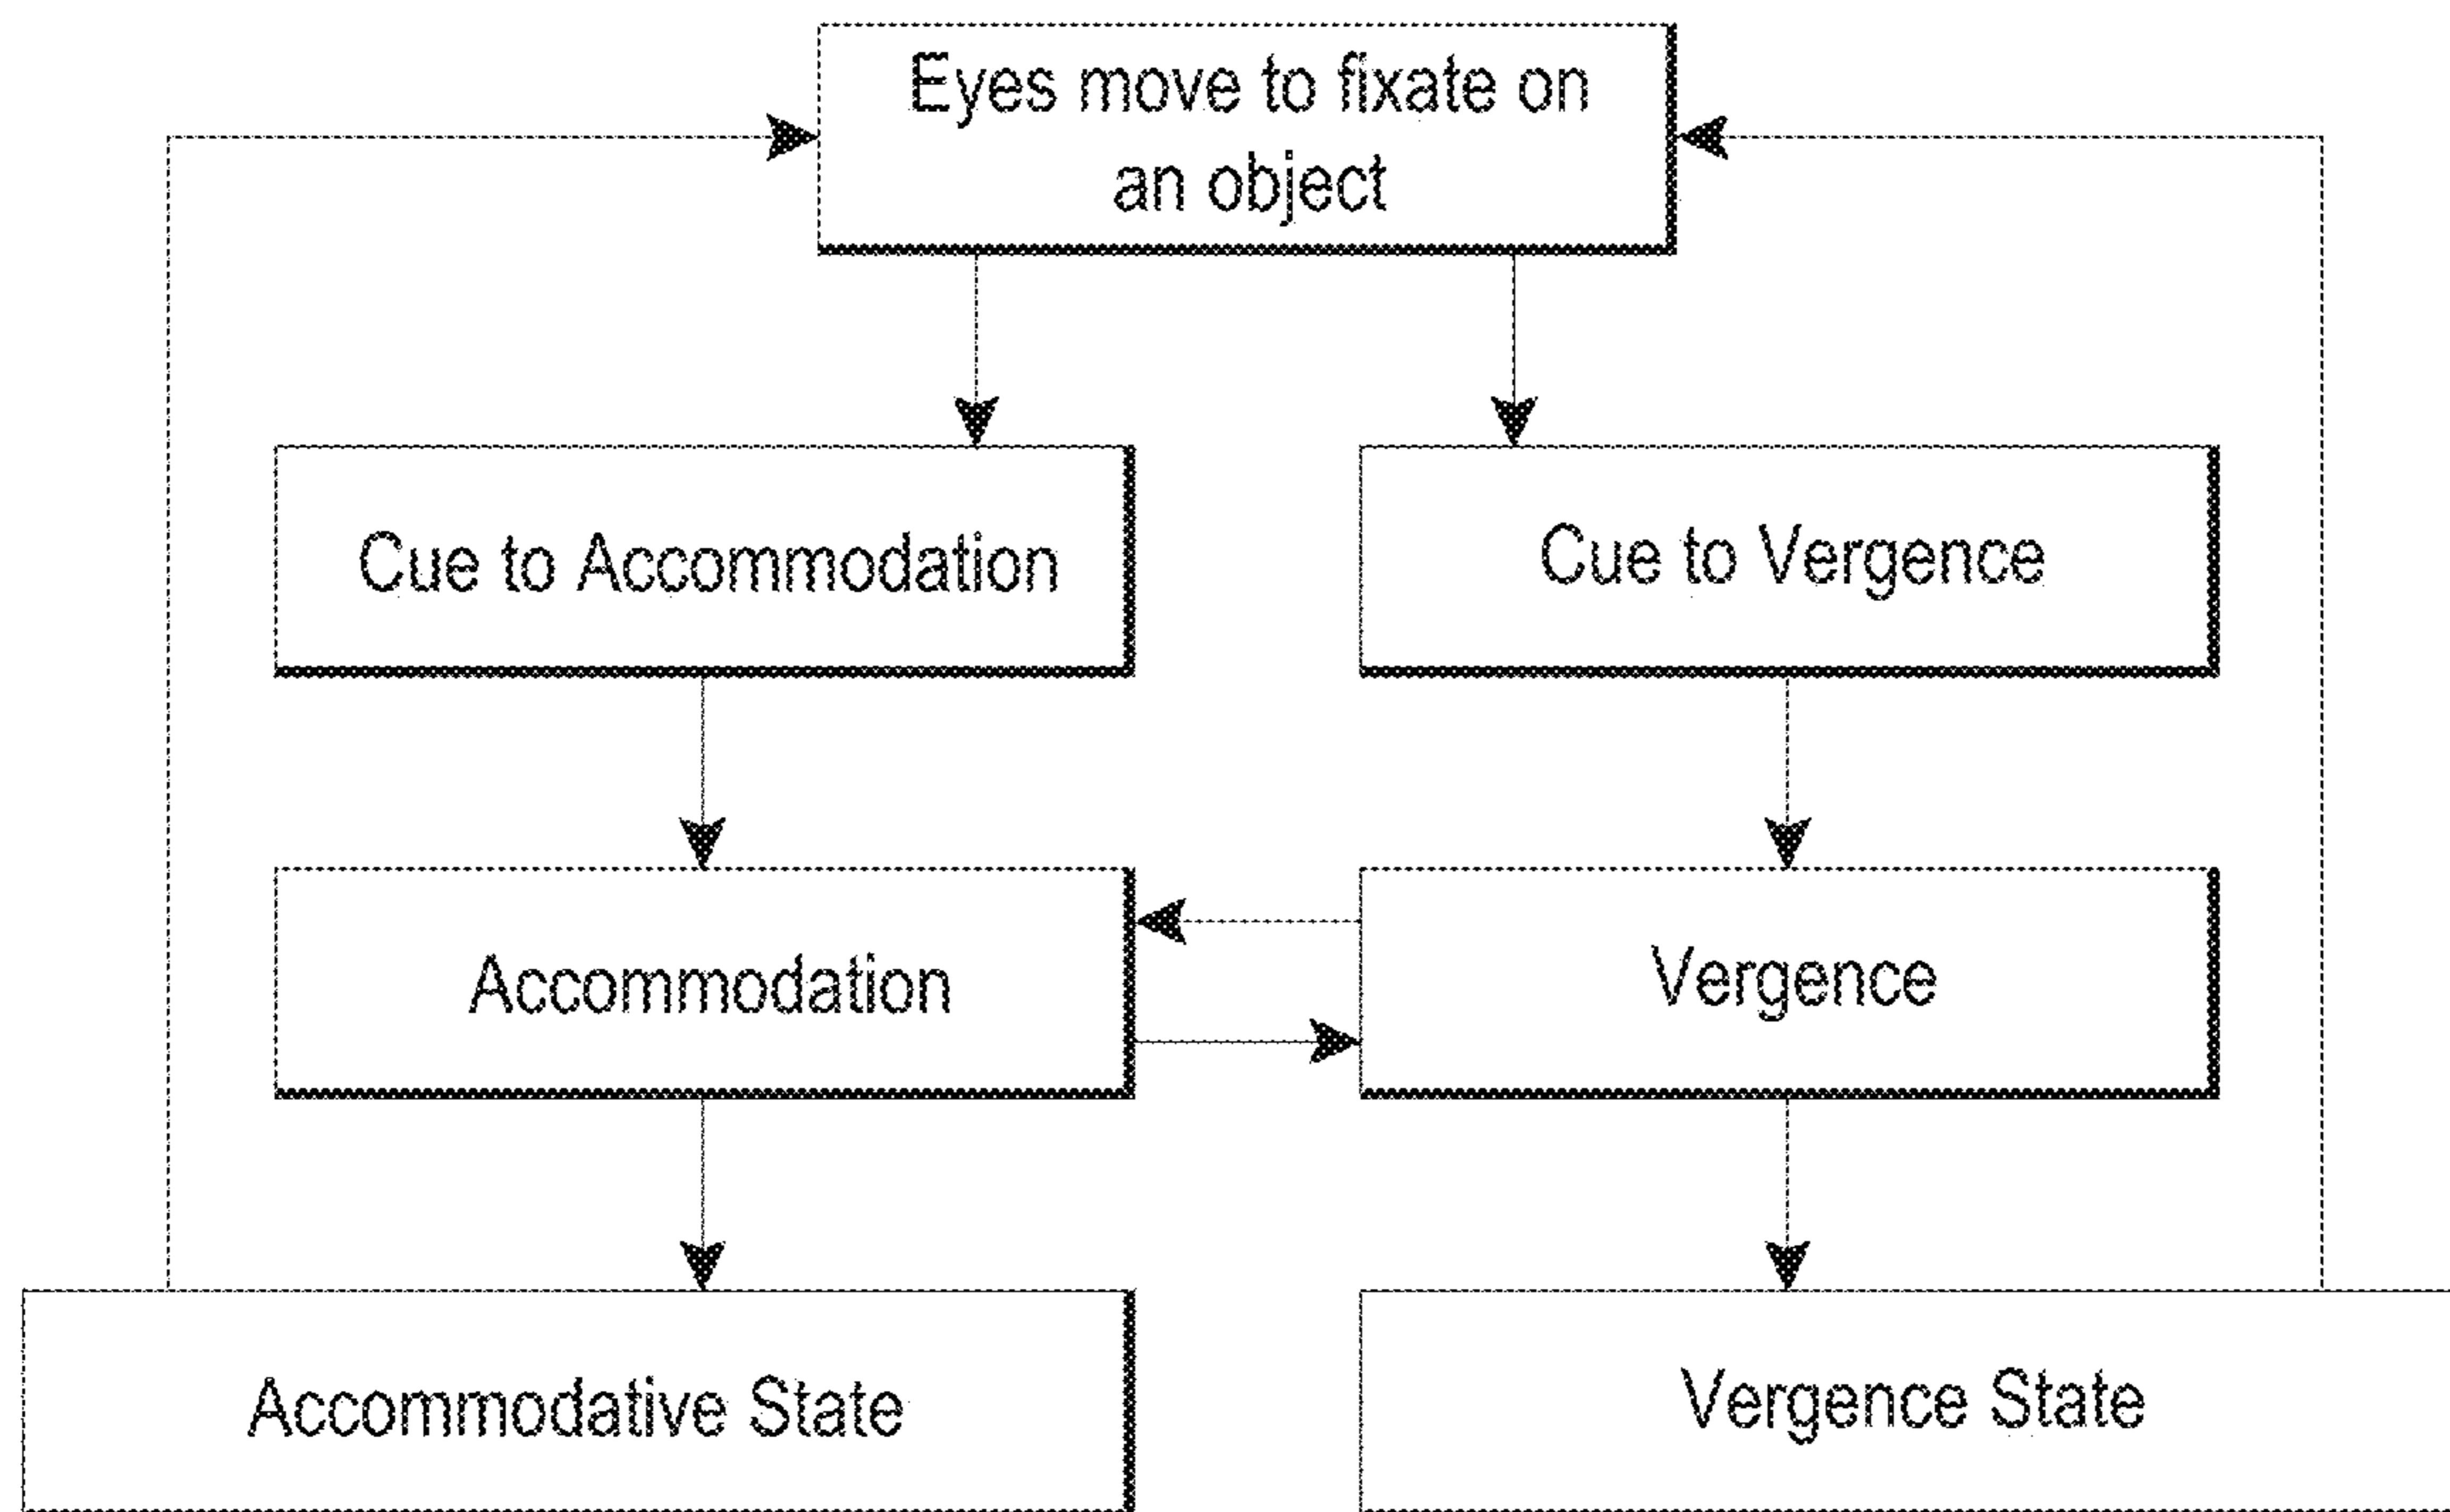 Eyes move to fixate on
an object
Cue to Accommodation
Cue to Vergence
Accommodation
Vergence
Accommodative State
Vergence State